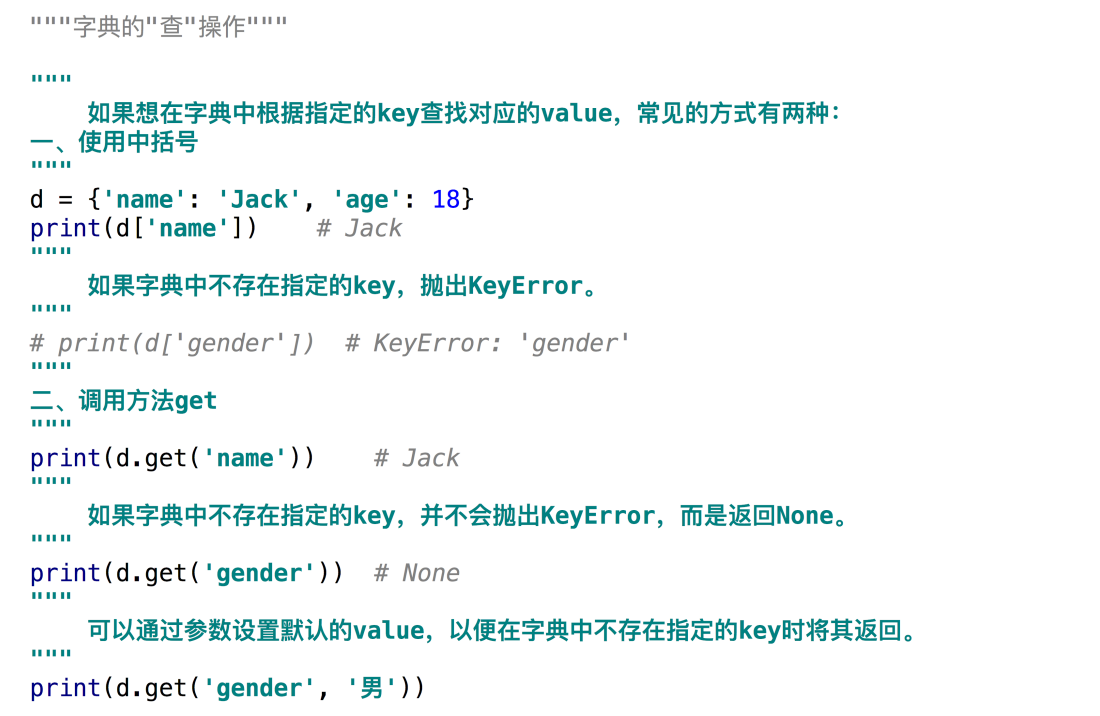 """字典的"查"操作"""
"""
    如果想在字典中根据指定的key查找对应的value，常见的方式有两种：
一、使用中括号
"""
d = {'name': 'Jack', 'age': 18}
print(d['name'])    # Jack
"""
    如果字典中不存在指定的key，抛出KeyError。
"""
# print(d['gender'])  # KeyError: 'gender'
"""
二、调用方法get
"""
print(d.get('name'))    # Jack
"""
    如果字典中不存在指定的key，并不会抛出KeyError，而是返回None。
"""
print(d.get('gender'))  # None
"""
    可以通过参数设置默认的value，以便在字典中不存在指定的key时将其返回。
"""
print(d.get('gender', '男'))